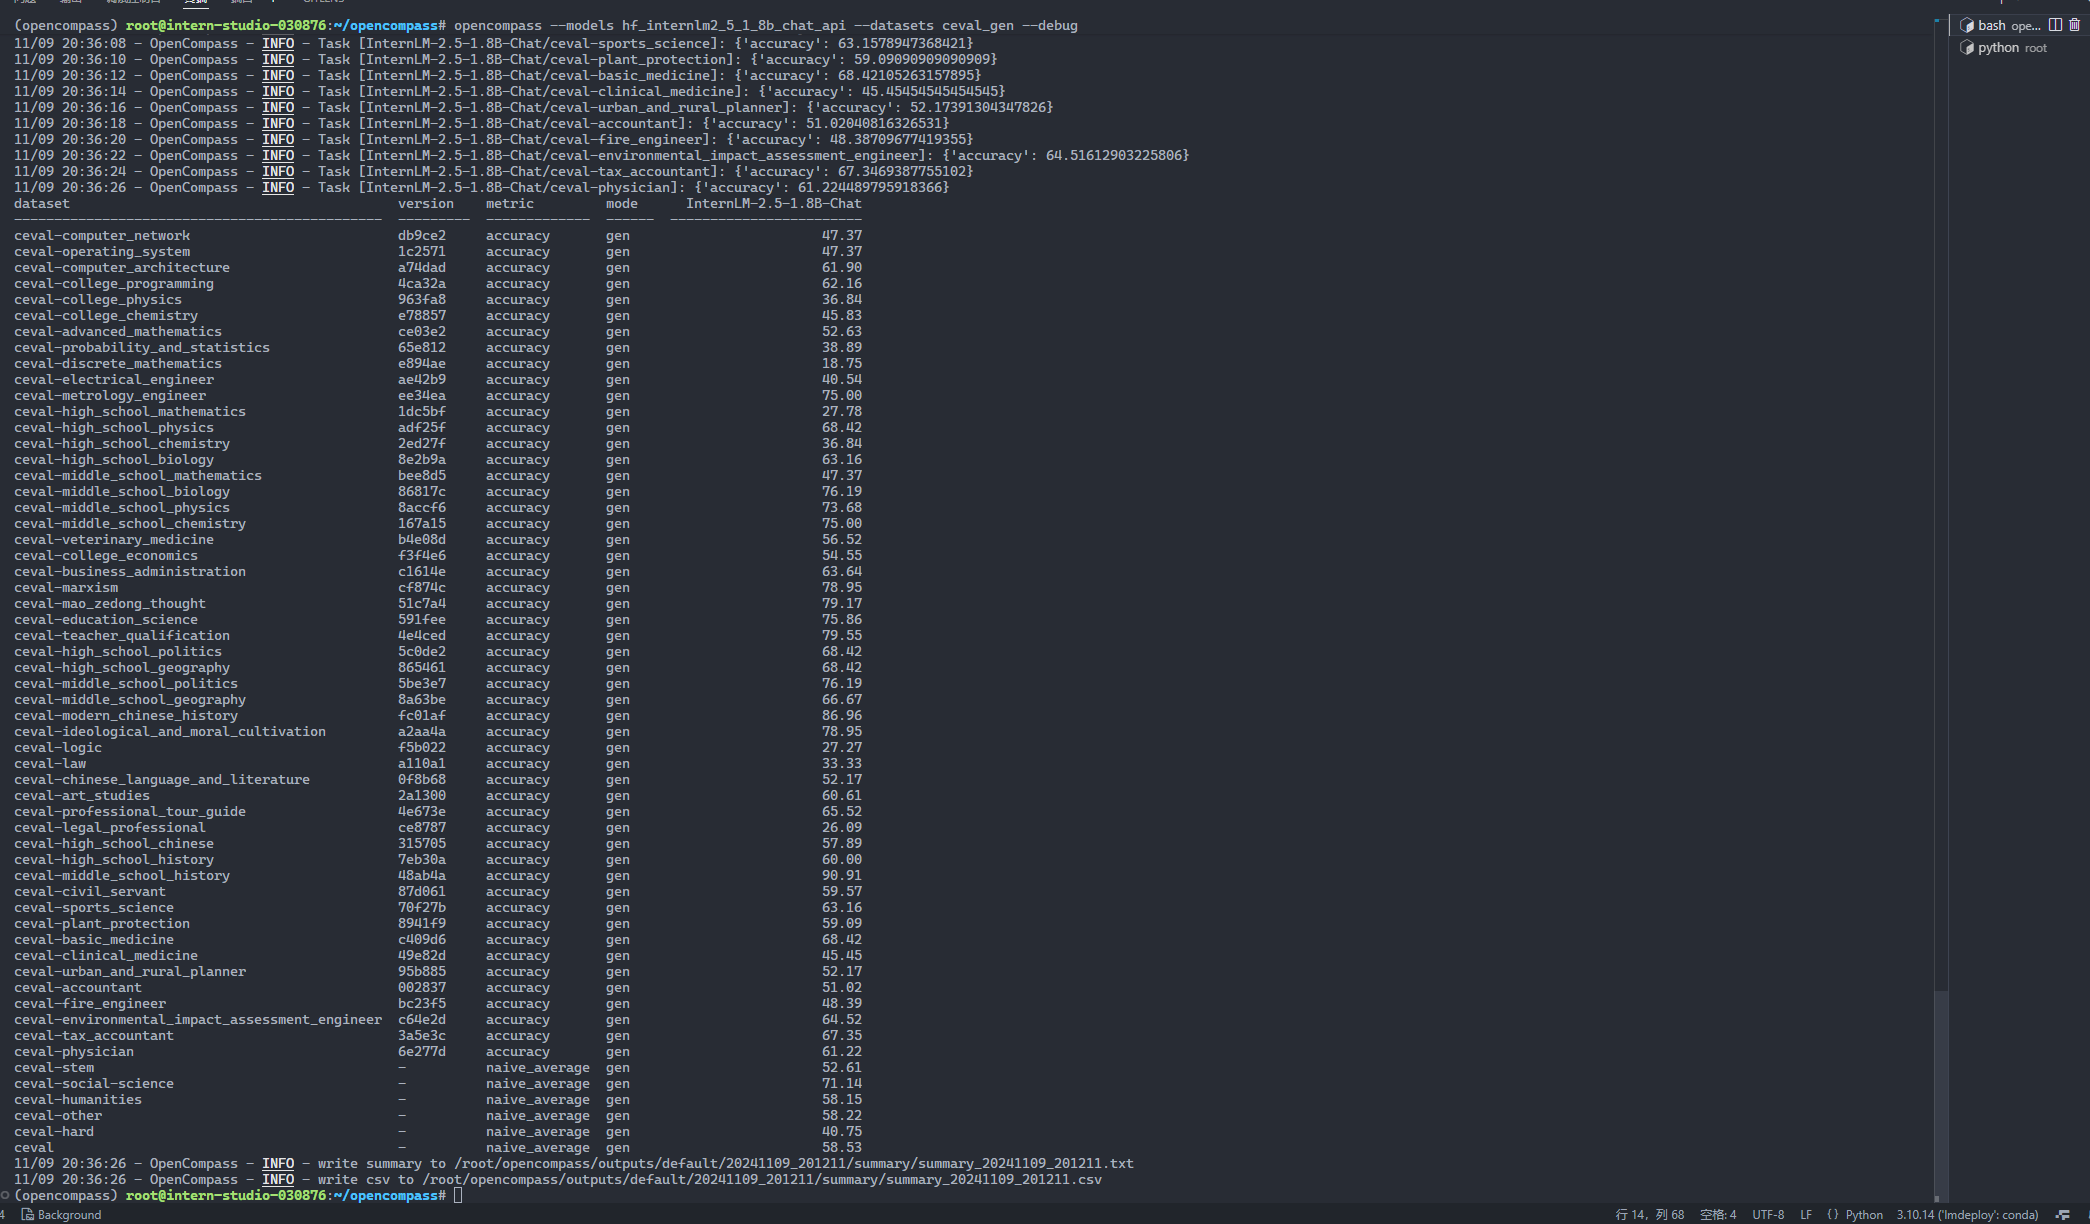 (opencompass) root@intern-studio-030876:~/opencompass# opencompass --models hf_internlm2_5_1_8b_chat_api --datasets ceval_gen --debug
11/09 20:36:08 - OpenCompass - INFO - Task [InternLM-2.5-1.8B-Chat/ceval-sports_science]: {'accuracy': 63.1578947368421}
11/09 20:36:10 - OpenCompass - INFO - Task [InternLM-2.5-1.8B-Chat/ceval-plant_protection]: {'accuracy': 59.09090909090909}
11/09 20:36:12 - OpenCompass - INFO - Task [InternLM-2.5-1.8B-Chat/ceval-basic_medicine]: {'accuracy': 68.42105263157895}
11/09 20:36:14 - OpenCompass - INFO - Task [InternLM-2.5-1.8B-Chat/ceval-clinical_medicine]: {'accuracy': 45.45454545454545}
11/09 20:36:16 - OpenCompass - INFO - Task [InternLM-2.5-1.8B-Chat/ceval-urban_and_rural_planner]: {'accuracy': 52.17391304347826}
11/09 20:36:18 - OpenCompass - INFO - Task [InternLM-2.5-1.8B-Chat/ceval-accountant]: {'accuracy': 51.02040816326531}
11/09 20:36:20 - OpenCompass - INFO - Task [InternLM-2.5-1.8B-Chat/ceval-fire_engineer]: {'accuracy': 48.38709677419355}
11/09 20:36:22 - OpenCompass - INFO - Task [InternLM-2.5-1.8B-Chat/ceval-environmental_impact_assessment_engineer]: {'accuracy': 64.51612903225806}
11/09 20:36:24 - OpenCompass - INFO - Task [InternLM-2.5-1.8B-Chat/ceval-tax_accountant]: {'accuracy': 67.3469387755102}
11/09 20:36:26 - OpenCompass - INFO - Task [InternLM-2.5-1.8B-Chat/ceval-physician]: {'accuracy': 61.224489795918366}
dataset version metric mode InternLM-2.5-1.8B-Chat
---------------------------------------------- --------- ------------- ------ ------------------------
ceval-computer_network db9ce2 accuracy gen 47.37
ceval-operating_system 1c2571 accuracy gen 47.37
ceval-computer_architecture a74dad accuracy gen 61.90
ceval-college_programming 4ca32a accuracy gen 62.16
ceval-college_physics 963fa8 accuracy gen 36.84
ceval-college_chemistry e78857 accuracy gen 45.83
ceval-advanced_mathematics ce03e2 accuracy gen 52.63
ceval-probability_and_statistics 65e812 accuracy gen 38.89
ceval-discrete_mathematics e894ae accuracy gen 18.75
ceval-electrical_engineer ae42b9 accuracy gen 40.54
ceval-metrology_engineer ee34ea accuracy gen 75.00
ceval-high_school_mathematics 1dc5bf accuracy gen 27.78
ceval-high_school_physics adf25f accuracy gen 68.42
ceval-high_school_chemistry 2ed27f accuracy gen 36.84
ceval-high_school_biology 8e2b9a accuracy gen 63.16
ceval-middle_school_mathematics bee8d5 accuracy gen 47.37
ceval-middle_school_biology 86817c accuracy gen 76.19
ceval-middle_school_physics 8accf6 accuracy gen 73.68
ceval-middle_school_chemistry 167a15 accuracy gen 75.00
ceval-veterinary_medicine b4e08d accuracy gen 56.52
ceval-college_economics f3f4e6 accuracy gen 54.55
ceval-business_administration c1614e accuracy gen 63.64
ceval-marxism cf874c accuracy gen 78.95
ceval-mao_zedong_thought 51c7a4 accuracy gen 79.17
ceval-education_science 591fee accuracy gen 75.86
ceval-teacher_qualification 4e4ced accuracy gen 79.55
ceval-high_school_politics 5c0de2 accuracy gen 68.42
ceval-high_school_geography 865461 accuracy gen 68.42
ceval-middle_school_politics 5be3e7 accuracy gen 76.19
ceval-middle_school_geography 8a63be accuracy gen 66.67
ceval-modern_chinese_history fc01af accuracy gen 86.96
ceval-ideological_and_moral_cultivation a2aa4a accuracy gen 78.95
ceval-logic f5b022 accuracy gen 27.27
ceval-law a110a1 accuracy gen 33.33
ceval-chinese_language_and_literature 0f8b68 accuracy gen 52.17
ceval-art_studies 2a1300 accuracy gen 60.61
ceval-professional_tour_guide 4e673e accuracy gen 65.52
ceval-legal_professional ce8787 accuracy gen 26.09
ceval-high_school_chinese 315705 accuracy gen 57.89
ceval-high_school_history 7eb30a accuracy gen 60.00
ceval-middle_school_history 48ab4a accuracy gen 90.91
ceval-civil_servant 87d061 accuracy gen 59.57
ceval-sports_science 70f27b accuracy gen 63.16
ceval-plant_protection 8941f9 accuracy gen 59.09
ceval-basic_medicine c409d6 accuracy gen 68.42
ceval-clinical_medicine 49e82d accuracy gen 45.45
ceval-urban_and_rural_planner 95b885 accuracy gen 52.17
ceval-accountant 002837 accuracy gen 51.02
ceval-fire_engineer bc23f5 accuracy gen 48.39
ceval-environmental_impact_assessment_engineer c64e2d accuracy gen 64.52
ceval-tax_accountant 3a5e3c accuracy gen 67.35
ceval-physician 6e277d accuracy gen 61.22
ceval-stem - naive_average gen 52.61
ceval-social-science - naive_average gen 71.14
ceval-humanities - naive_average gen 58.15
ceval-other - naive_average gen 58.22
ceval-hard - naive_average gen 40.75
ceval - naive_average gen 58.53
11/09 20:36:26 - OpenCompass - INFO - write summary to /root/opencompass/outputs/default/20241109_201211/summary/summary_20241109_201211.txt
11/09 20:36:26 - OpenCompass - INFO - write csv to /root/opencompass/outputs/default/20241109_201211/summary/summary_20241109_201211.csv
(opencompass) root@intern-studio-030876:~/opencompass#
bash ope...
python root
4 Background
行 14，列 68 空格: 4 UTF-8 LF {} Python 3.10.14 ('lmdeploy': conda)